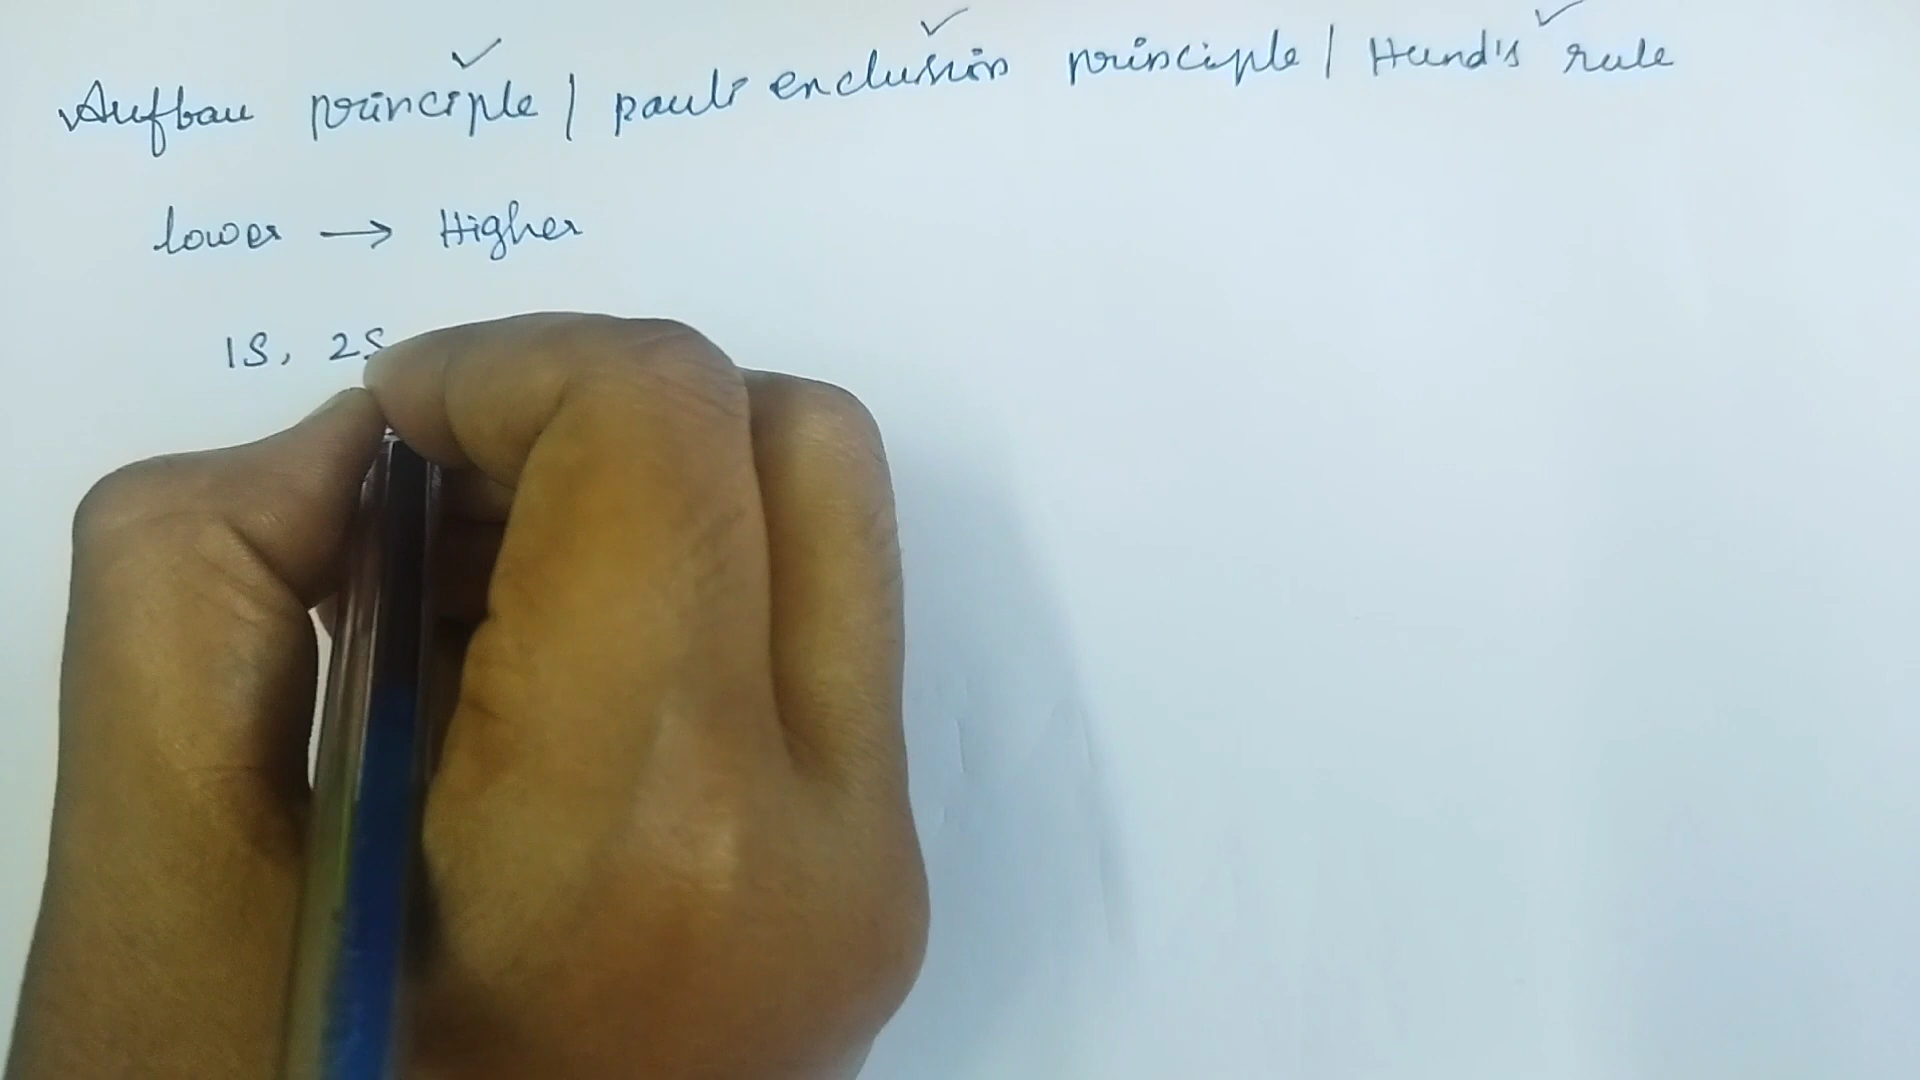 Aufbau principle | pauli exclusion principle | Hund's rule
lower → Higher
1S, 2S